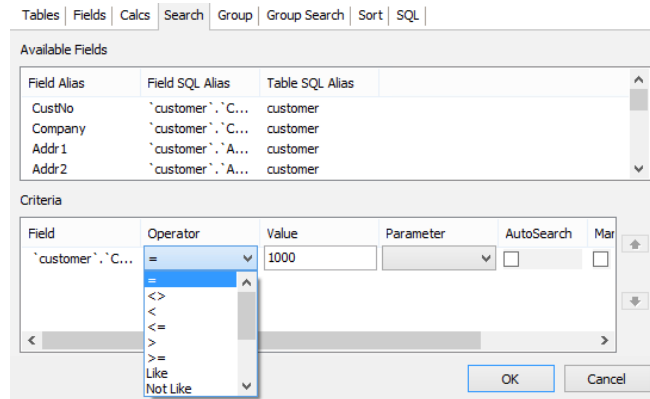 Tables Fields Calcs Search Group Group Search Sort SQL
Available Fields
Field Alias Field SQL Alias Table SQL Alias
CustNo `customer`.`C... customer
Company `customer`.`C... customer
Addr1 `customer`.`A... customer
Addr2 `customer`.`A... customer
Criteria
Field Operator Value Parameter AutoSearch Mar
`customer`.`C... = 1000
=
<>
<
<=
>
>=
Like
Not Like
OK Cancel